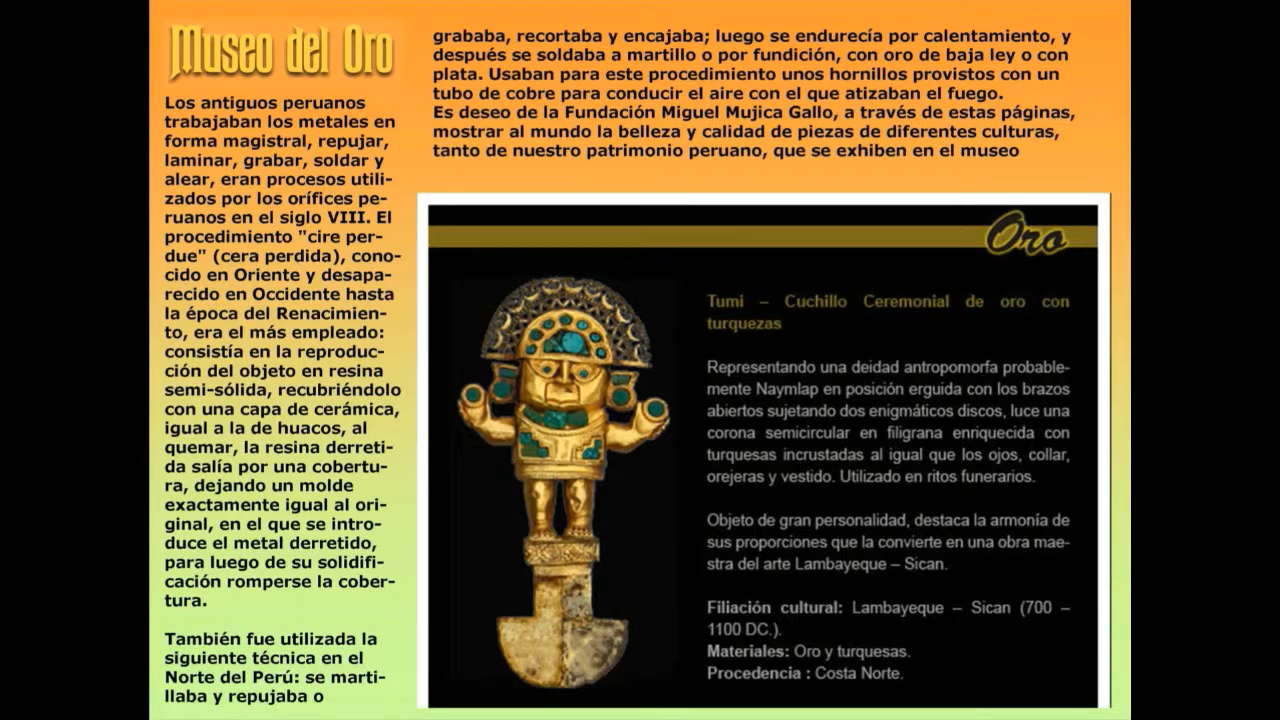 Museo del Oro
Los antiguos peruanos
trabajaban los metales en
forma magistral, repujar,
laminar, grabar, soldar y
alear, eran procesos utili-
zados por los orífices pe-
ruanos en el siglo VIII. El
procedimiento "cire per-
due" (cera perdida), cono-
cido en Oriente y desapa-
recido en Occidente hasta
la época del Renacimien-
to, era el más empleado:
consistía en la reproduc-
ción del objeto en resina
semi-sólida, recubriéndolo
con una capa de cerámica,
igual a la de huacos, al
quemar, la resina derreti-
da salía por una cobertu-
ra, dejando un molde
exactamente igual al ori-
ginal, en el que se intro-
duce el metal derretido,
para luego de su solidifi-
cación romperse la cober-
tura.
También fue utilizada la
siguiente técnica en el
Norte del Perú: se marti-
llaba y repujaba o
grababa, recortaba y encajaba; luego se endurecía por calentamiento, y
después se soldaba a martillo o por fundición, con oro de baja ley o con
plata. Usaban para este procedimiento unos hornillos provistos con un
tubo de cobre para conducir el aire con el que atizaban el fuego.
Es deseo de la Fundación Miguel Mujica Gallo, a través de estas páginas,
mostrar al mundo la belleza y calidad de piezas de diferentes culturas,
tanto de nuestro patrimonio peruano, que se exhiben en el museo
Oro
Tumi – Cuchillo Ceremonial de oro con
turquezas
Representando una deidad antropomorfa probable-
mente Naymlap en posición erguida con los brazos
abiertos sujetando dos enigmáticos discos, luce una
corona semicircular en filigrana enriquecida con
turquesas incrustadas al igual que los ojos, collar,
orejeras y vestido. Utilizado en ritos funerarios.
Objeto de gran personalidad, destaca la armonía de
sus proporciones que la convierte en una obra mae-
stra del arte Lambayeque – Sican.
Filiación cultural: Lambayeque – Sican (700 –
1100 DC.).
Materiales: Oro y turquesas.
Procedencia : Costa Norte.